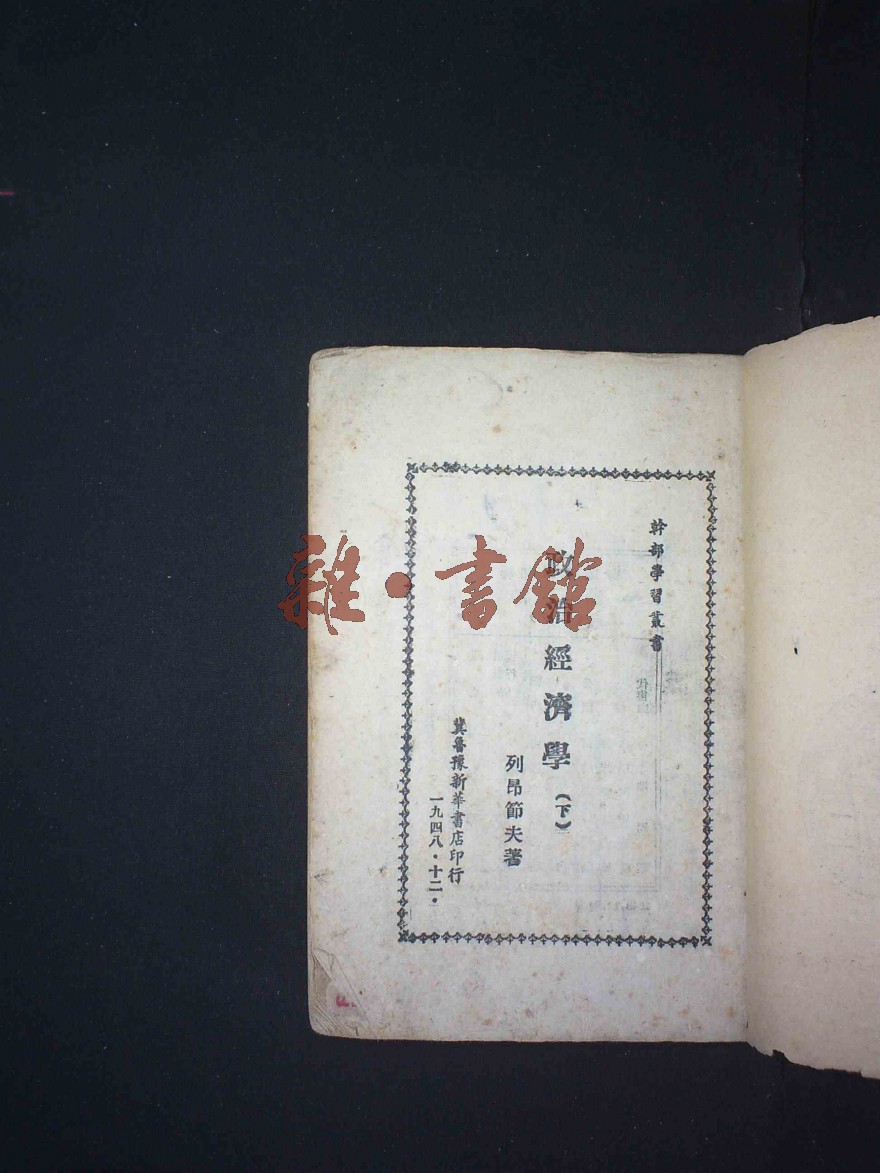 幹部學習叢書
政治經濟學（下）
列昂節夫著
冀魯豫新華書店印行
一九四八·十二·
雜·書館